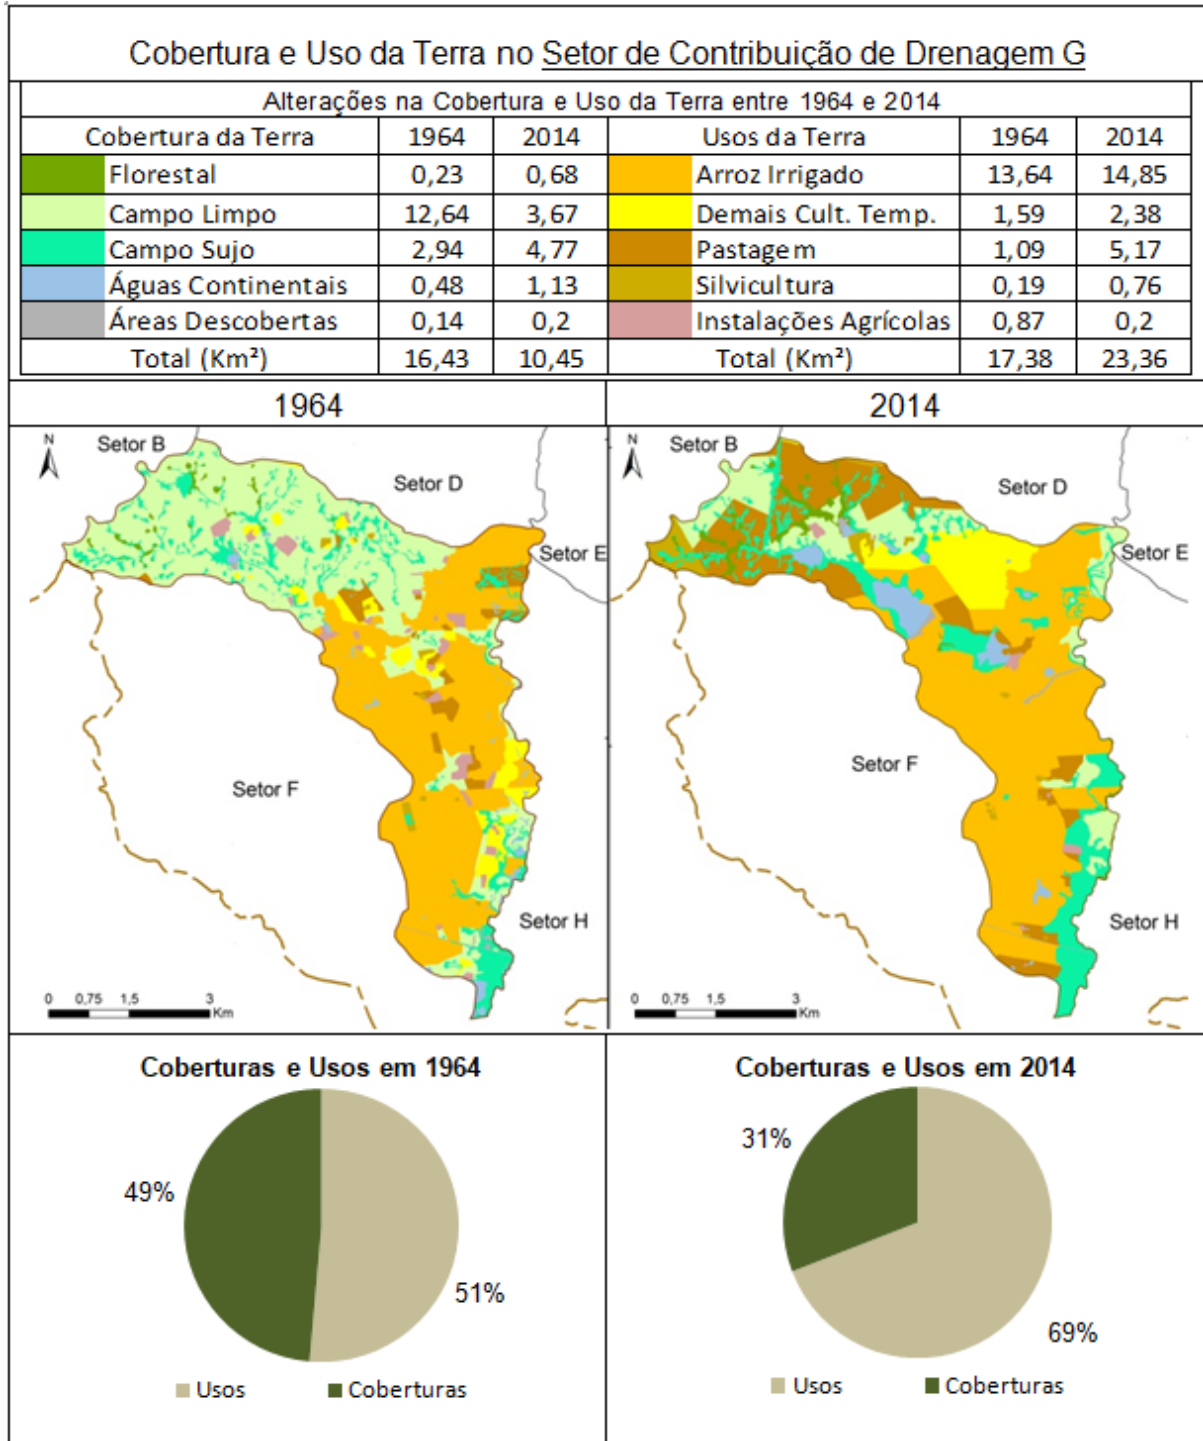 Cobertura e Uso da Terra no Setor de Contribuição de Drenagem G
Alterações na Cobertura e Uso da Terra entre 1964 e 2014
Cobertura da Terra 1964 2014 Usos da Terra 1964 2014
Florestal 0,23 0,68 Arroz Irrigado 13,64 14,85
Campo Limpo 12,64 3,67 Demais Cult. Temp. 1,59 2,38
Campo Sujo 2,94 4,77 Pastagem 1,09 5,17
Águas Continentais 0,48 1,13 Silvicultura 0,19 0,76
Áreas Descobertas 0,14 0,2 Instalações Agrícolas 0,87 0,2
Total (Km²) 16,43 10,45 Total (Km²) 17,38 23,36
1964
N
Setor B
Setor D
Setor E
Setor F
Setor H
0 0,75 1,5 3
Km
2014
N
Setor B
Setor D
Setor E
Setor F
Setor H
0 0,75 1,5 3
Km
Coberturas e Usos em 1964
49%
51%
Usos Coberturas
Coberturas e Usos em 2014
31%
69%
Usos Coberturas